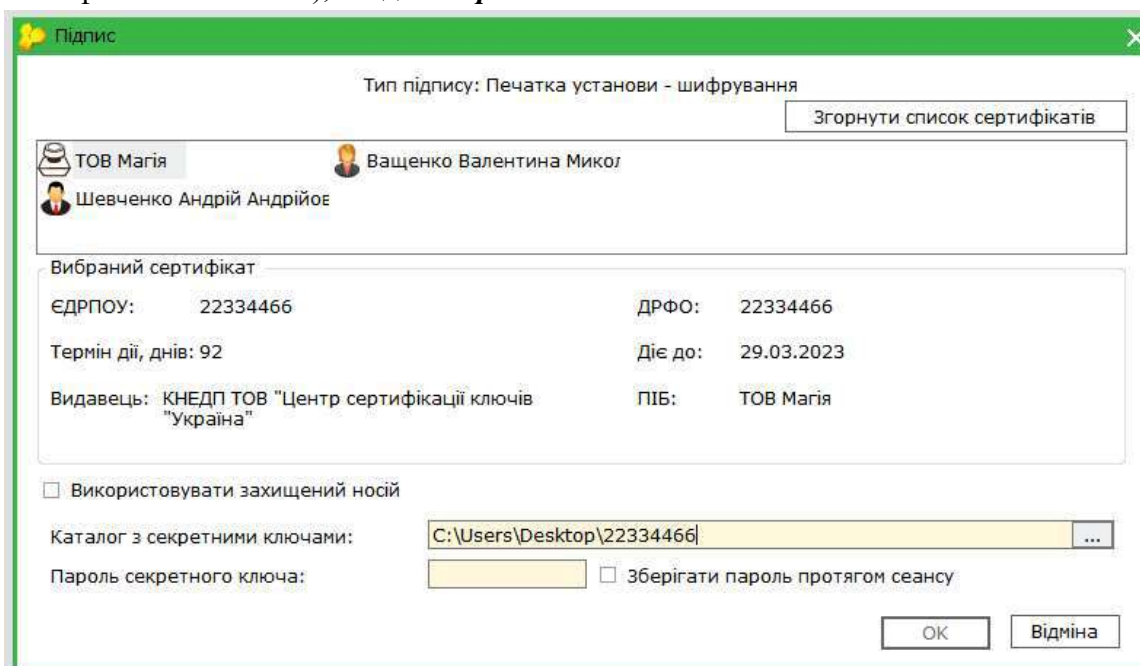 Підпис
Тип підпису: Печатка установи - шифрування
Згорнути список сертифікатів
ТОВ Магія Ващенко Валентина Микол
Шевченко Андрій Андрійов
Вибраний сертифікат
ЄДРПОУ: 22334466 ДРФО: 22334466
Термін дії, днів: 92 Діє до: 29.03.2023
Видавець: КНЕДП ТОВ "Центр сертифікації ключів "Україна" ПІБ: ТОВ Магія
Використовувати захищений носій
Каталог з секретними ключами: C:\Users\Desktop\22334466 ...
Пароль секретного ключа: Зберігати пароль протягом сеансу
OK Відміна